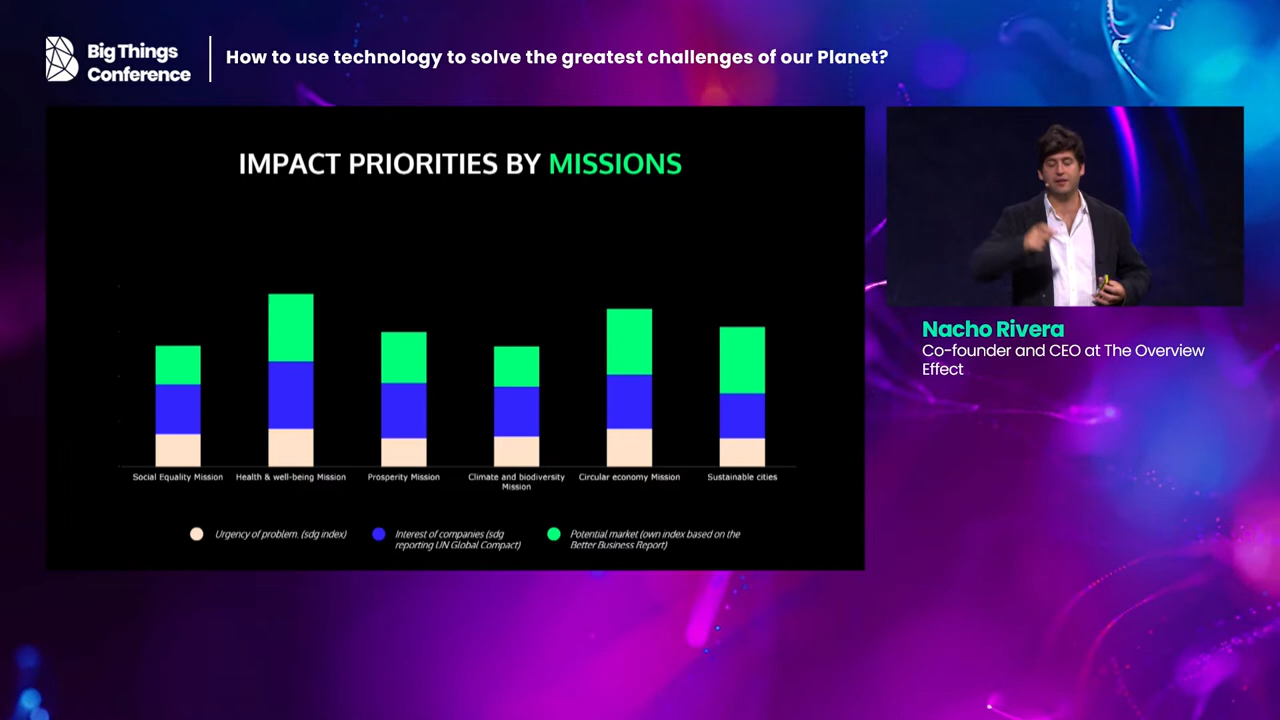 Big Things
Conference
How to use technology to solve the greatest challenges of our Planet?
IMPACT PRIORITIES BY MISSIONS
Social Equality Mission
Health & well-being Mission
Prosperity Mission
Climate and biodiversity
Mission
Circular economy Mission
Sustainable cities
Urgency of problem. (sdg index)
Interest of companies (sdg
reporting UN Global Compact)
Potential market (own index based on the
Better Business Report)
Nacho Rivera
Co-founder and CEO at The Overview
Effect